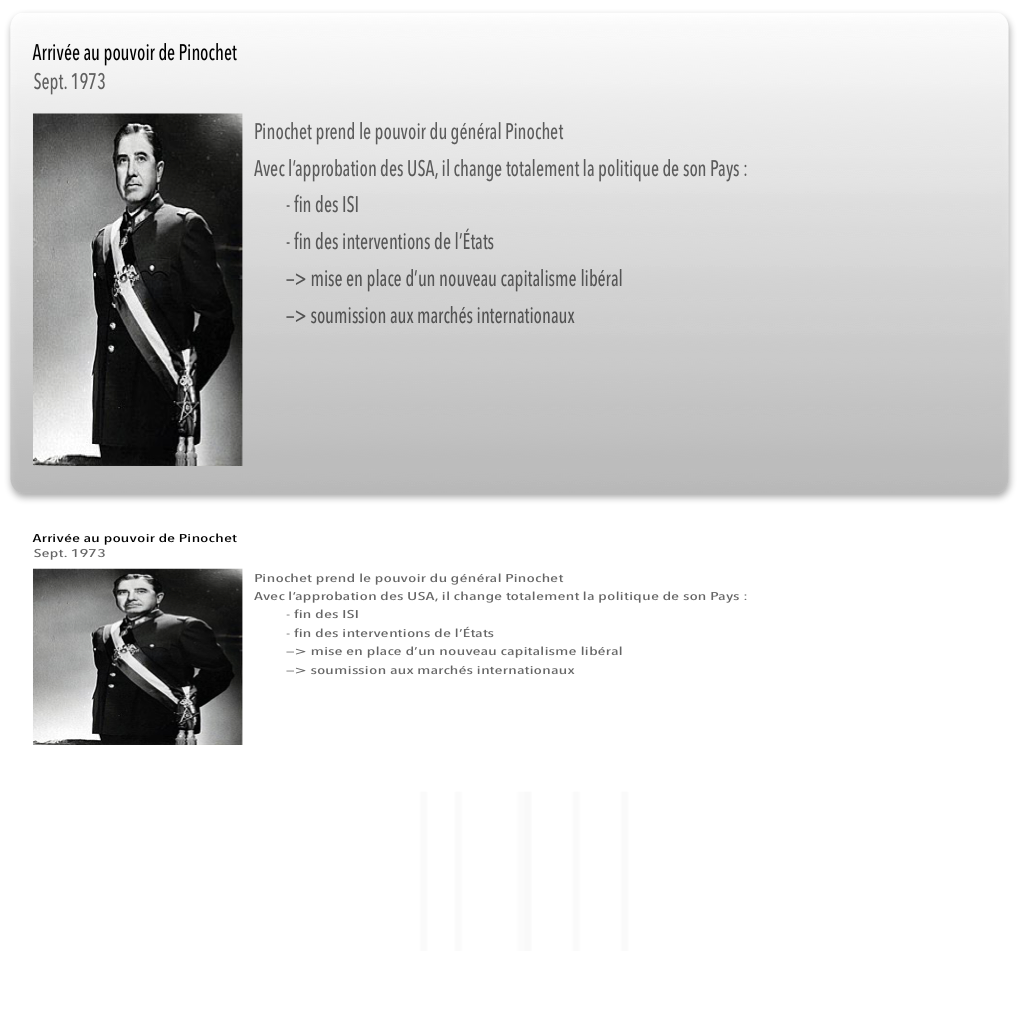 Arrivée au pouvoir de Pinochet
Sept. 1973
Pinochet prend le pouvoir du général Pinochet
Avec l’approbation des USA, il change totalement la politique de son Pays :
- fin des ISI
- fin des interventions de l’États
–> mise en place d’un nouveau capitalisme libéral
–> soumission aux marchés internationaux
Arrivée au pouvoir de Pinochet
Sept. 1973
Pinochet prend le pouvoir du général Pinochet
Avec l’approbation des USA, il change totalement la politique de son Pays :
- fin des ISI
- fin des interventions de l’États
–> mise en place d’un nouveau capitalisme libéral
–> soumission aux marchés internationaux